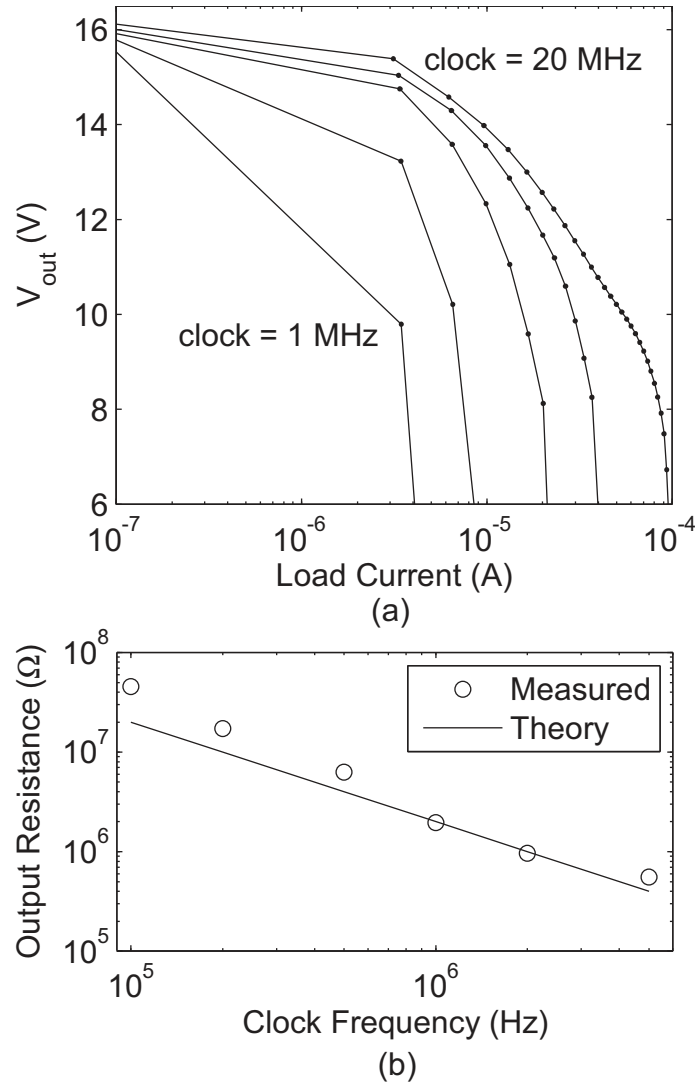 16
14
12
10
8
6
V_out (V)
clock = 20 MHz
clock = 1 MHz
10^-7
10^-6
10^-5
10^-4
Load Current (A)
(a)
10^8
10^7
10^6
10^5
Output Resistance (Ω)
Measured
Theory
10^5
10^6
Clock Frequency (Hz)
(b)